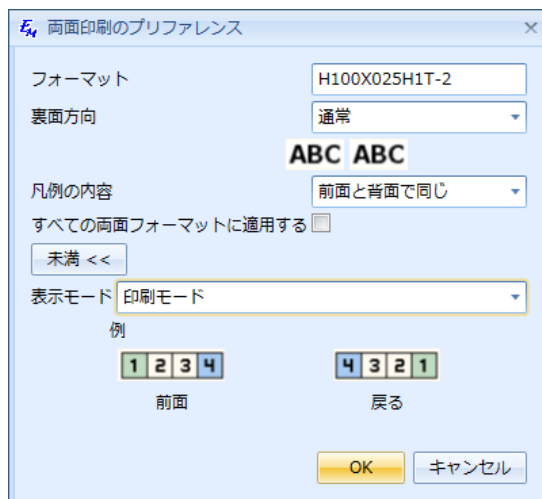 EM 両面印刷のプリファレンス
フォーマット H100X025H1T-2
裏面方向 通常
ABC ABC
凡例の内容 前面と背面で同じ
すべての両面フォーマットに適用する
未満 <<
表示モード 印刷モード
例
1 2 3 4 4 3 2 1
前面 戻る
OK キャンセル